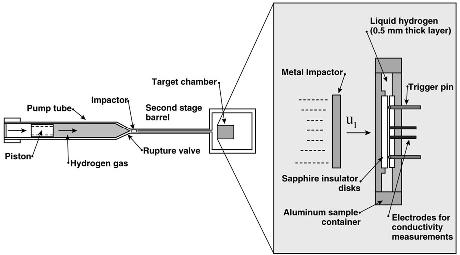 Pump tube
Impactor
Target chamber
Second stage
barrel
Piston
Hydrogen gas
Rupture valve
Liquid hydrogen
(0.5 mm thick layer)
Metal Impactor
Trigger pin
u1
Sapphire insulator
disks
Aluminum sample
container
Electrodes for
conductivity
measurements